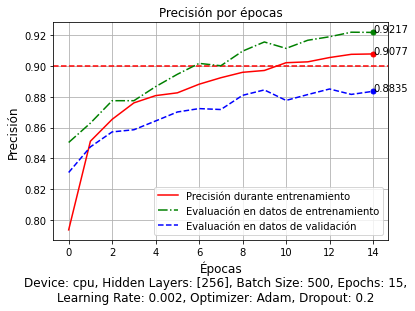 Precisión por épocas
Precisión
0.92
0.90
0.88
0.86
0.84
0.82
0.80
0.9217
0.9077
0.8835
Precisión durante entrenamiento
Evaluación en datos de entrenamiento
Evaluación en datos de validación
0 2 4 6 8 10 12 14
Épocas
Device: cpu, Hidden Layers: [256], Batch Size: 500, Epochs: 15,
Learning Rate: 0.002, Optimizer: Adam, Dropout: 0.2